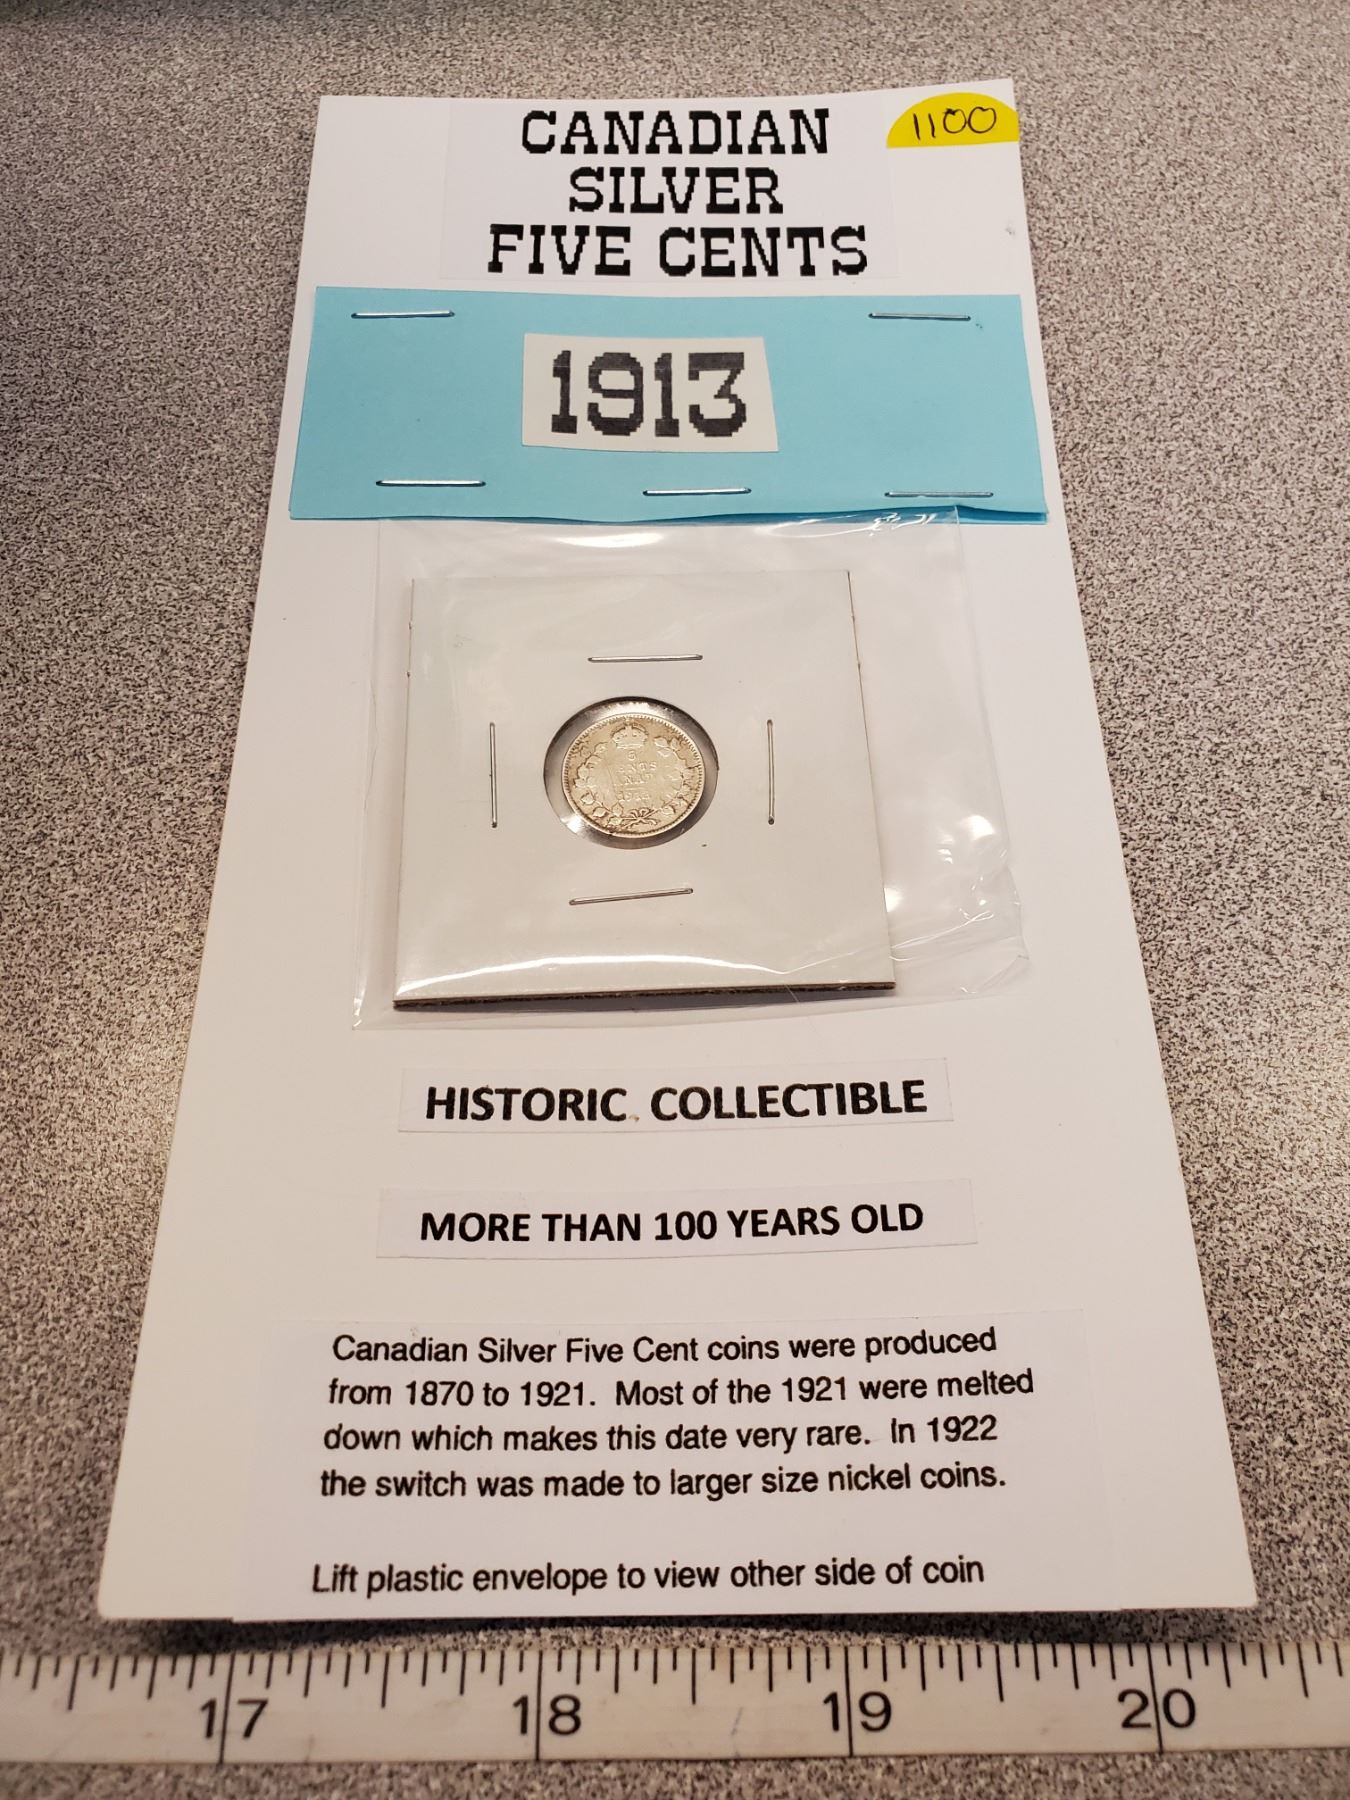 CANADIAN
1100
SILVER
FIVE CENTS
1913
5
CENTS
1913
HISTORIC COLLECTIBLE
MORE THAN 100 YEARS OLD
Canadian Silver Five Cent coins were produced
from 1870 to 1921. Most of the 1921 were melted
down which makes this date very rare. In 1922
the switch was made to larger size nickel coins.
Lift plastic envelope to view other side of coin
17 18 19 20